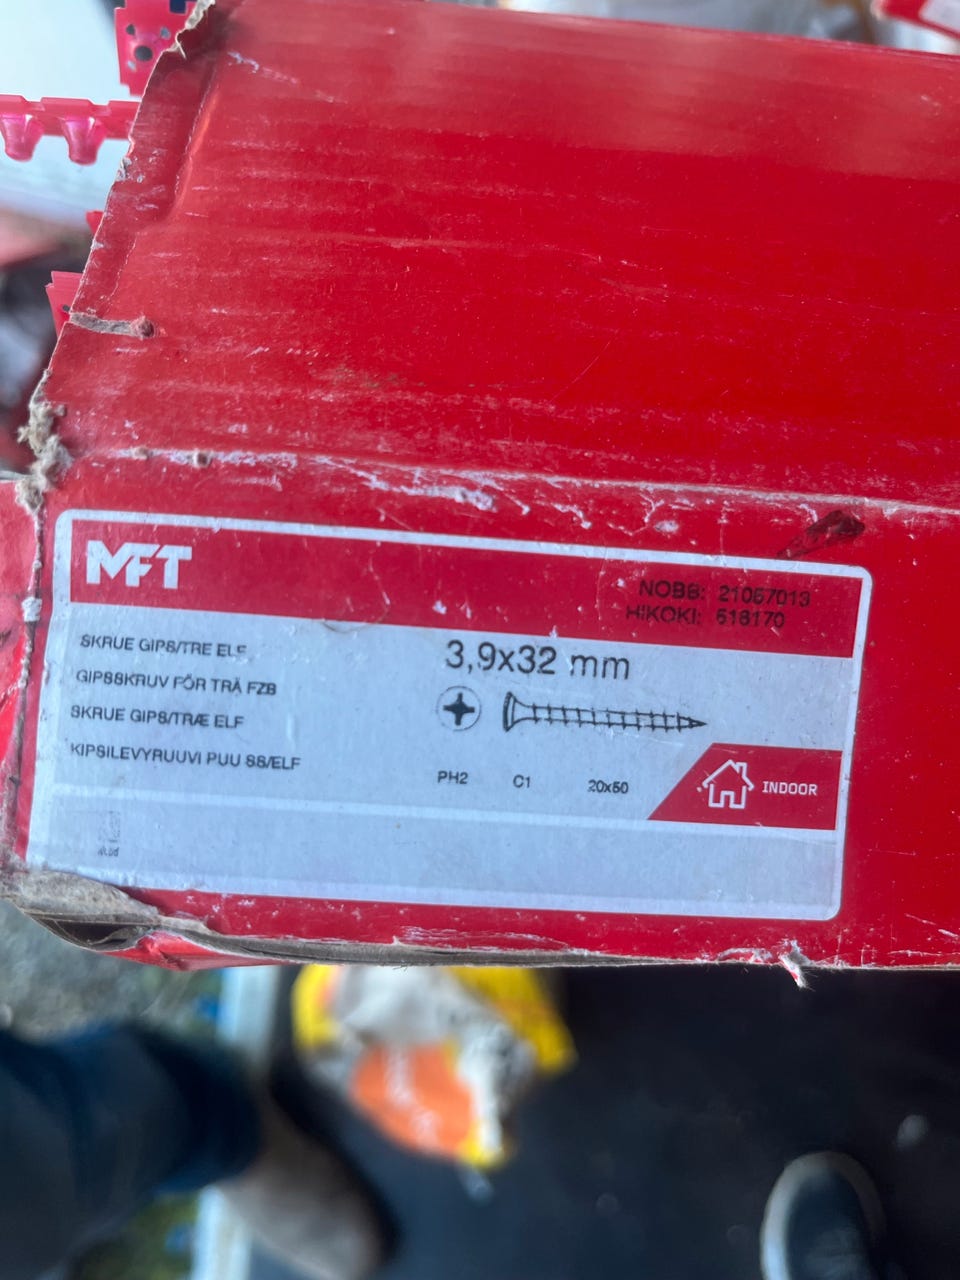 MFT
NOBB: 21067013
HIKOKI: 618170
SKRUE GIPS/TRE ELF
GIPSSKRUV FÖR TRÄ FZB
SKRUE GIPS/TRÆ ELF
KIPSILEVYRUUVI PUU SS/ELF
3,9x32 mm
PH2 C1 20x50
INDOOR